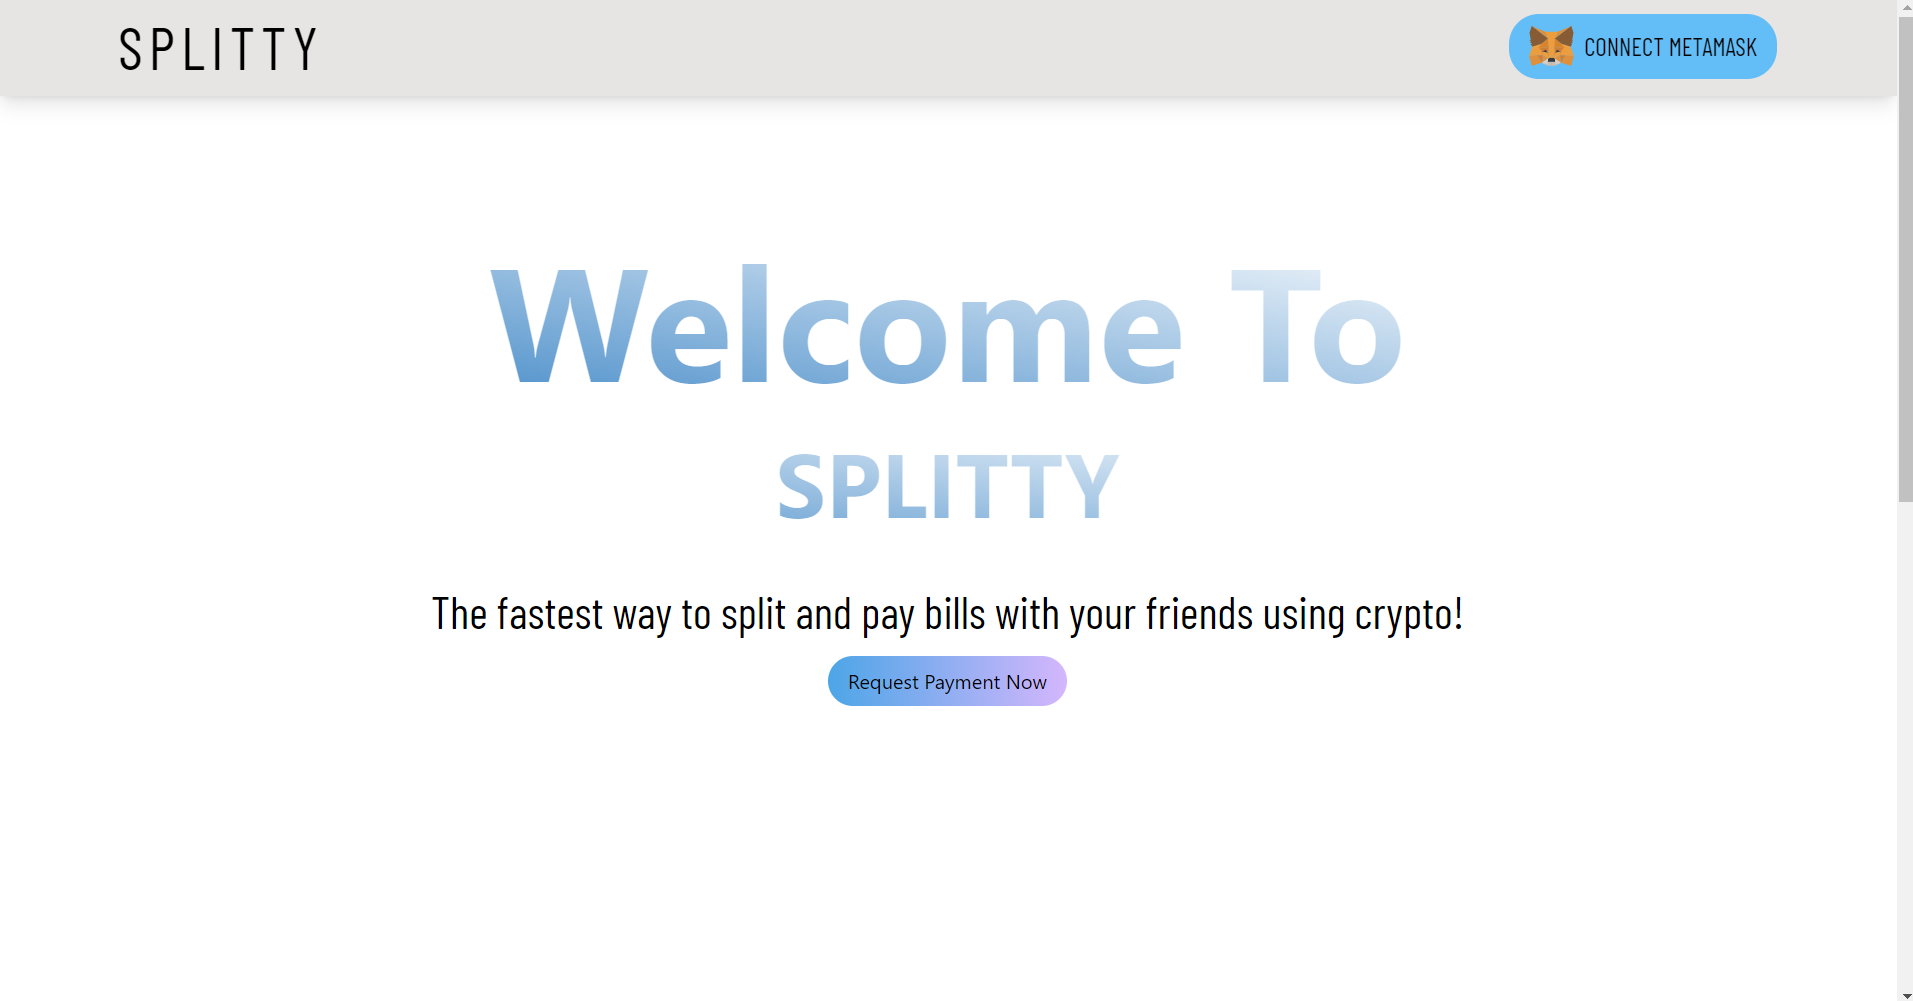 SPLITTY
CONNECT METAMASK
Welcome To
SPLITTY
The fastest way to split and pay bills with your friends using crypto!
Request Payment Now